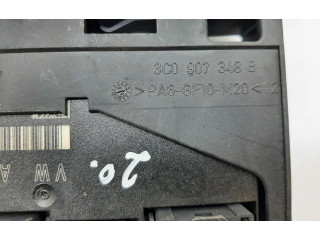 3C0 907 348 B
>PA6-GF10-M20<
VW A
20.